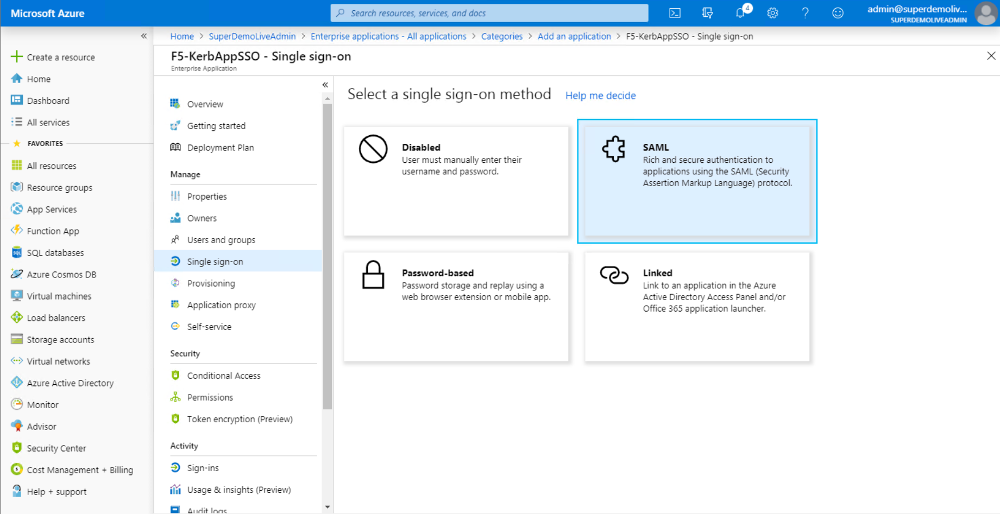 Microsoft Azure
Search resources, services, and docs
4
admin@superdemoliv...
SUPERDEMOLIVEADMIN
«
Home > SuperDemoLiveAdmin > Enterprise applications - All applications > Categories > Add an application > F5-KerbAppSSO - Single sign-on
Create a resource
Home
Dashboard
All services
FAVORITES
All resources
Resource groups
App Services
Function App
SQL databases
Azure Cosmos DB
Virtual machines
Load balancers
Storage accounts
Virtual networks
Azure Active Directory
Monitor
Advisor
Security Center
Cost Management + Billing
Help + support
F5-KerbAppSSO - Single sign-on
Enterprise Application
«
Overview
Getting started
Deployment Plan
Manage
Properties
Owners
Users and groups
Single sign-on
Provisioning
Application proxy
Self-service
Security
Conditional Access
Permissions
Token encryption (Preview)
Activity
Sign-ins
Usage & insights (Preview)
Audit logs
Select a single sign-on method
Help me decide
Disabled
User must manually enter their
username and password.
SAML
Rich and secure authentication to
applications using the SAML (Security
Assertion Markup Language) protocol.
Password-based
Password storage and replay using a
web browser extension or mobile app.
Linked
Link to an application in the Azure
Active Directory Access Panel and/or
Office 365 application launcher.